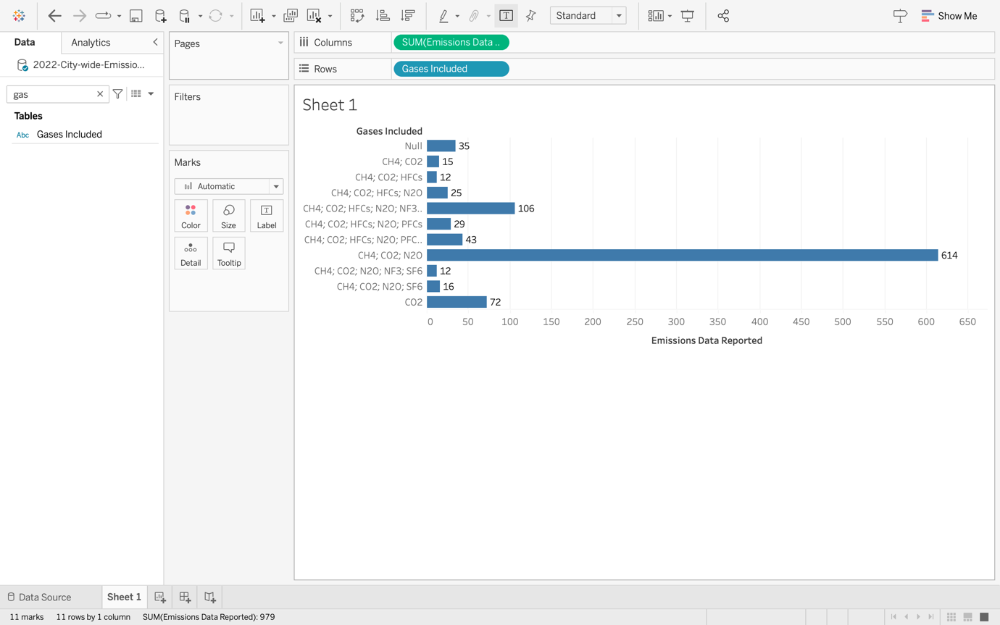 Standard
Show Me
Data
Analytics
2022-City-wide-Emissio...
gas
Tables
Abc Gases Included
Pages
Filters
Marks
Automatic
Color
Size
Label
Detail
Tooltip
Columns
SUM(Emissions Data ..
Rows
Gases Included
Sheet 1
Gases Included
Null 35
CH4; CO2 15
CH4; CO2; HFCs 12
CH4; CO2; HFCs; N2O 25
CH4; CO2; HFCs; N2O; NF3.. 106
CH4; CO2; HFCs; N2O; PFCs 29
CH4; CO2; HFCs; N2O; PFC.. 43
CH4; CO2; N2O 614
CH4; CO2; N2O; NF3; SF6 12
CH4; CO2; N2O; SF6 16
CO2 72
0 50 100 150 200 250 300 350 400 450 500 550 600 650
Emissions Data Reported
Data Source
Sheet 1
11 marks 11 rows by 1 column SUM(Emissions Data Reported): 979